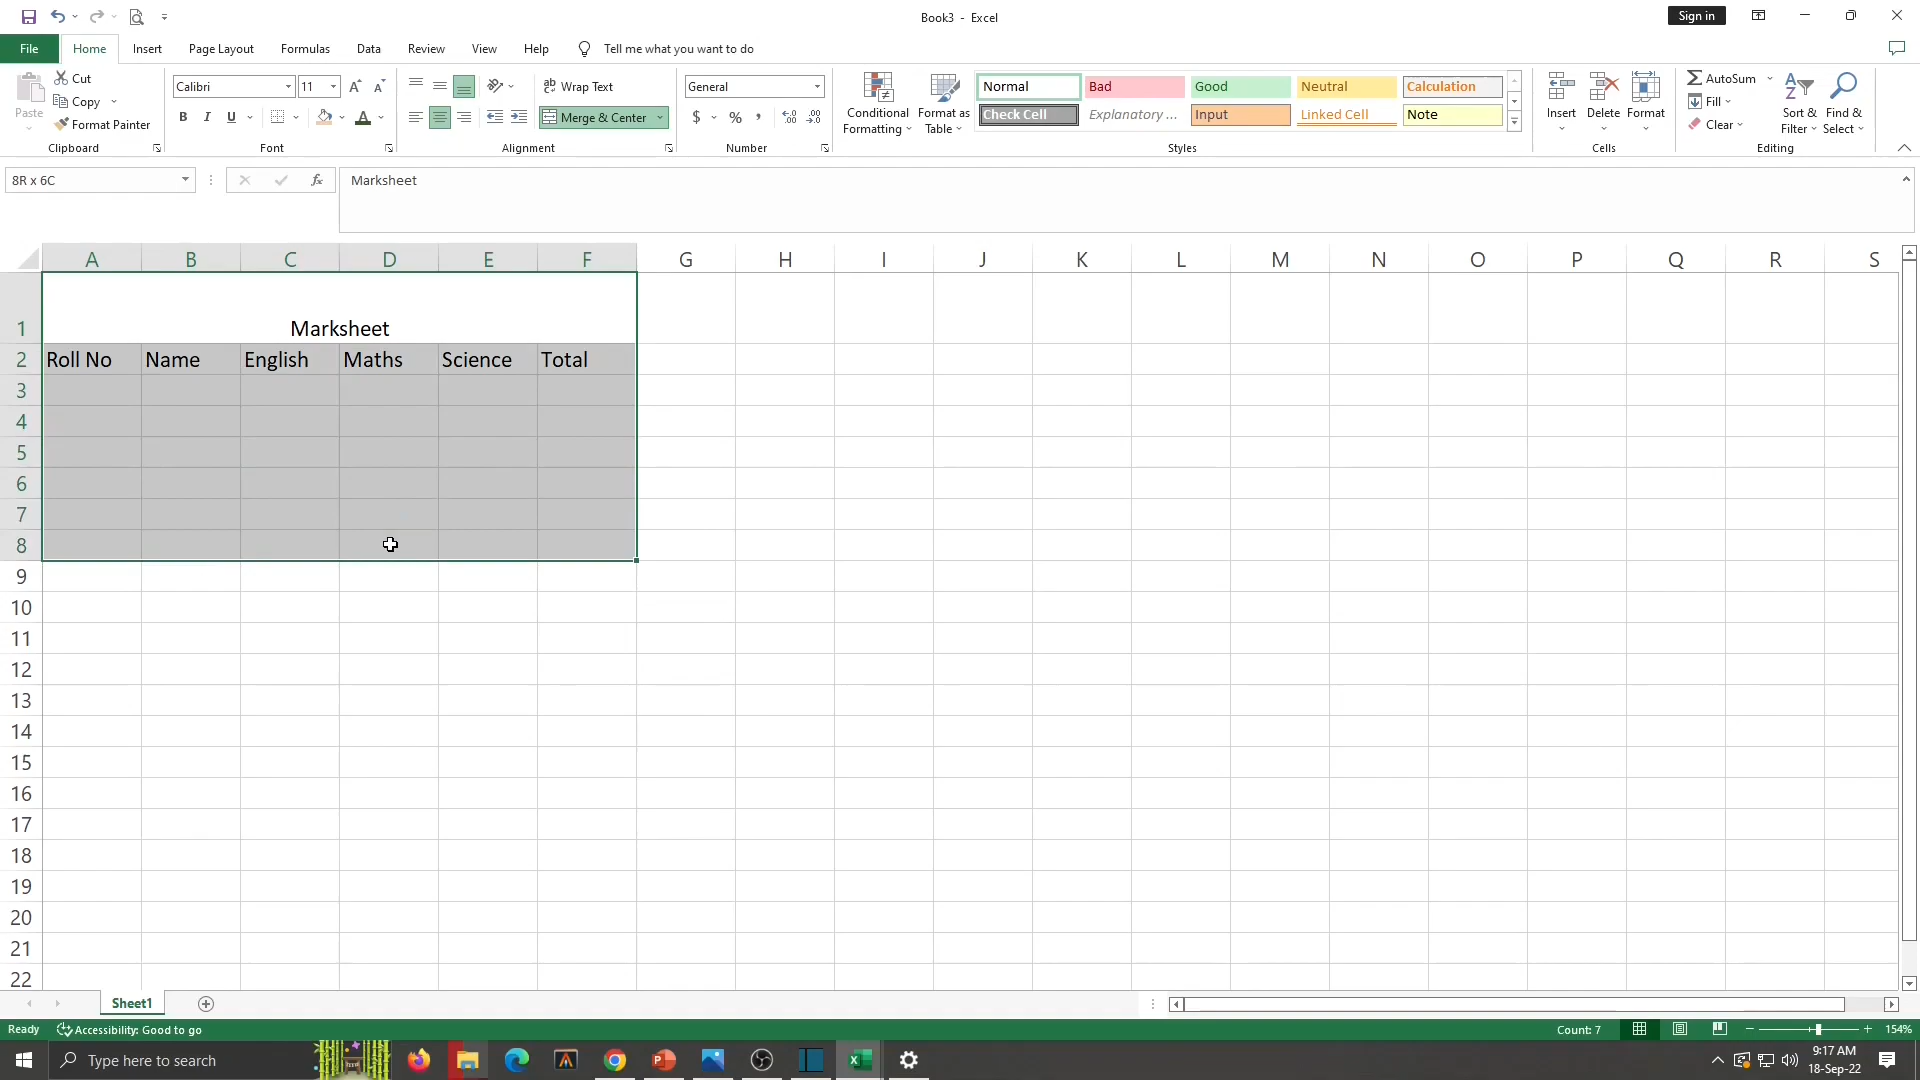 Book3 - Excel
Sign in
File Home Insert Page Layout Formulas Data Review View Help Tell me what you want to do
Paste
Cut
Copy
Format Painter
Clipboard
Calibri 11
B I U
Font
Wrap Text
Merge & Center
Alignment
General
$ % ,
Number
Conditional Formatting
Format as Table
Normal Bad Good Neutral Calculation
Check Cell Explanatory ... Input Linked Cell Note
Styles
Insert Delete Format
Cells
AutoSum
Fill
Clear
Sort & Filter
Find & Select
Editing
8R x 6C fx Marksheet
A B C D E F G H I J K L M N O P Q R S
1 Marksheet
2 Roll No Name English Maths Science Total
3
4
5
6
7
8
9
10
11
12
13
14
15
16
17
18
19
20
21
22
Sheet1
Ready Accessibility: Good to go Count: 7 154%
Type here to search
9:17 AM
18-Sep-22